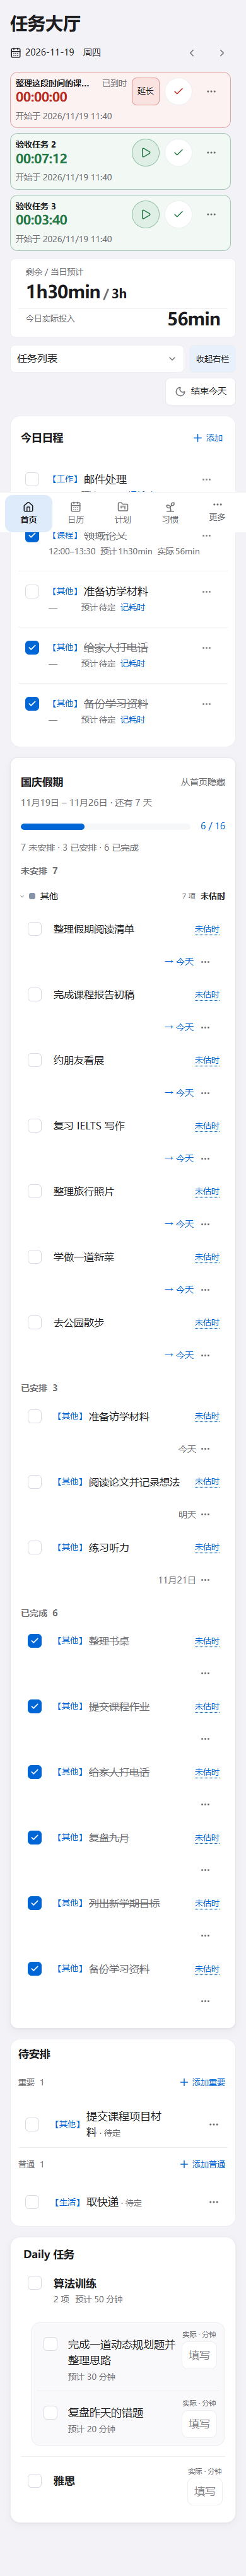 任务大厅
2026-11-19 周四
整理这段时间的课... 已到时
00:00:00
延长
开始于 2026/11/19 11:40
验收任务 2
00:07:12
开始于 2026/11/19 11:40
验收任务 3
00:03:40
开始于 2026/11/19 11:40
剩余 / 当日预计
1h30min / 3h
今日实际投入 56min
任务列表
收起右栏
结束今天
今日日程
添加
【工作】 邮件处理
首页 日历 计划 习惯 更多
【课程】 领域论文
12:00–13:30 预计1h30min 实际56min
【其他】 准备访学材料
— 预计待定 记耗时
【其他】 给家人打电话
— 预计待定 记耗时
【其他】 备份学习资料
— 预计待定 记耗时
国庆假期 从首页隐藏
11月19日 – 11月26日 · 还有 7 天
6 / 16
7 未安排 · 3 已安排 · 6 已完成
未安排 7
其他 7 项 未估时
整理假期阅读清单 未估时
→ 今天
完成课程报告初稿 未估时
→ 今天
约朋友看展 未估时
→ 今天
复习 IELTS 写作 未估时
→ 今天
整理旅行照片 未估时
→ 今天
学做一道新菜 未估时
→ 今天
去公园散步 未估时
→ 今天
已安排 3
【其他】 准备访学材料 未估时
今天
【其他】 阅读论文并记录想法 未估时
明天
【其他】 练习听力 未估时
11月21日
已完成 6
【其他】 整理书桌 未估时
【其他】 提交课程作业 未估时
【其他】 给家人打电话 未估时
【其他】 复盘九月 未估时
【其他】 列出新学期目标 未估时
【其他】 备份学习资料 未估时
待安排
重要 1 添加重要
【其他】 提交课程项目材
料 · 待定
普通 1 添加普通
【生活】 取快递 · 待定
Daily 任务
算法训练
2 项 预计 50 分钟
实际 · 分钟
完成一道动态规划题并
整理思路
填写
预计 30 分钟
实际 · 分钟
复盘昨天的错题
填写
预计 20 分钟
实际 · 分钟
雅思
填写